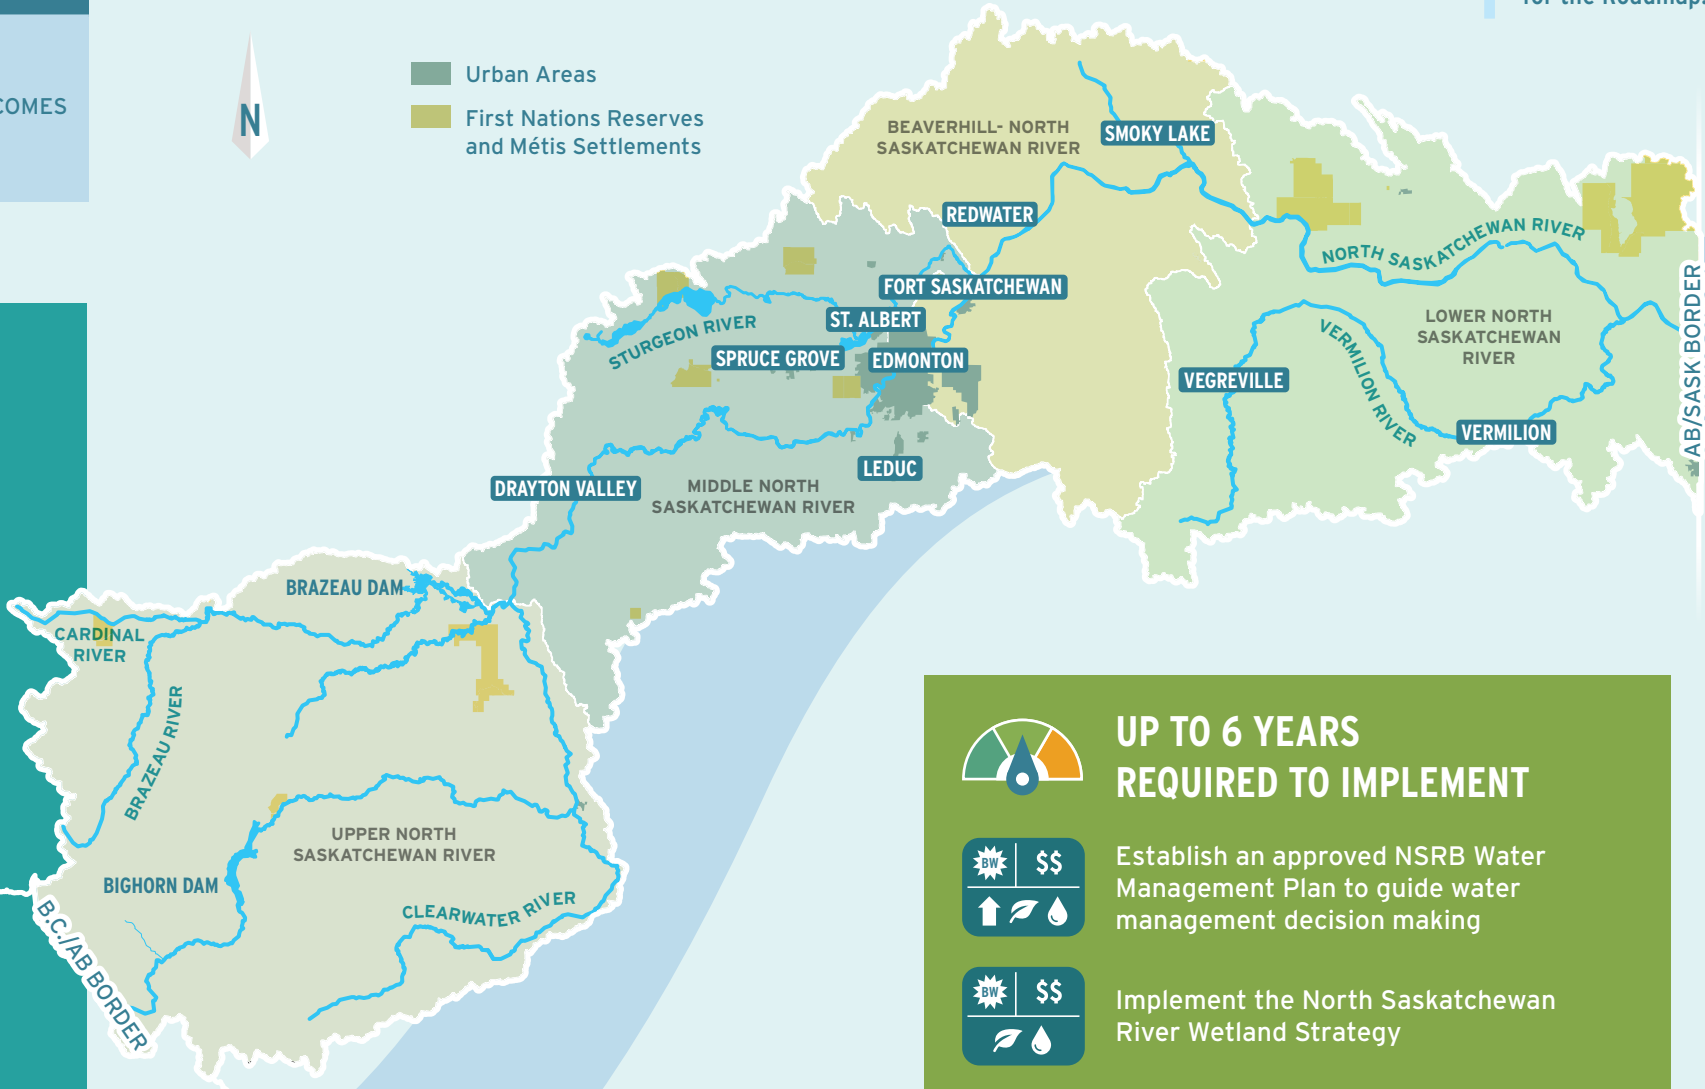 for the Roadmap.
COMES
N
Urban Areas
First Nations Reserves
and Métis Settlements
BEAVERHILL- NORTH
SASKATCHEWAN RIVER
SMOKY LAKE
REDWATER
NORTH SASKATCHEWAN RIVER
FORT SASKATCHEWAN
ST. ALBERT
STURGEON RIVER
SPRUCE GROVE
EDMONTON
LOWER NORTH
SASKATCHEWAN
RIVER
VERMILION RIVER
VEGREVILLE
VERMILION
AB/SASK BORDER
LEDUC
DRAYTON VALLEY
MIDDLE NORTH
SASKATCHEWAN RIVER
BRAZEAU DAM
CARDINAL
RIVER
BRAZEAU RIVER
UPPER NORTH
SASKATCHEWAN RIVER
BIGHORN DAM
CLEARWATER RIVER
B.C./AB BORDER
UP TO 6 YEARS
REQUIRED TO IMPLEMENT
BW $$
Establish an approved NSRB Water
Management Plan to guide water
management decision making
BW $$
Implement the North Saskatchewan
River Wetland Strategy